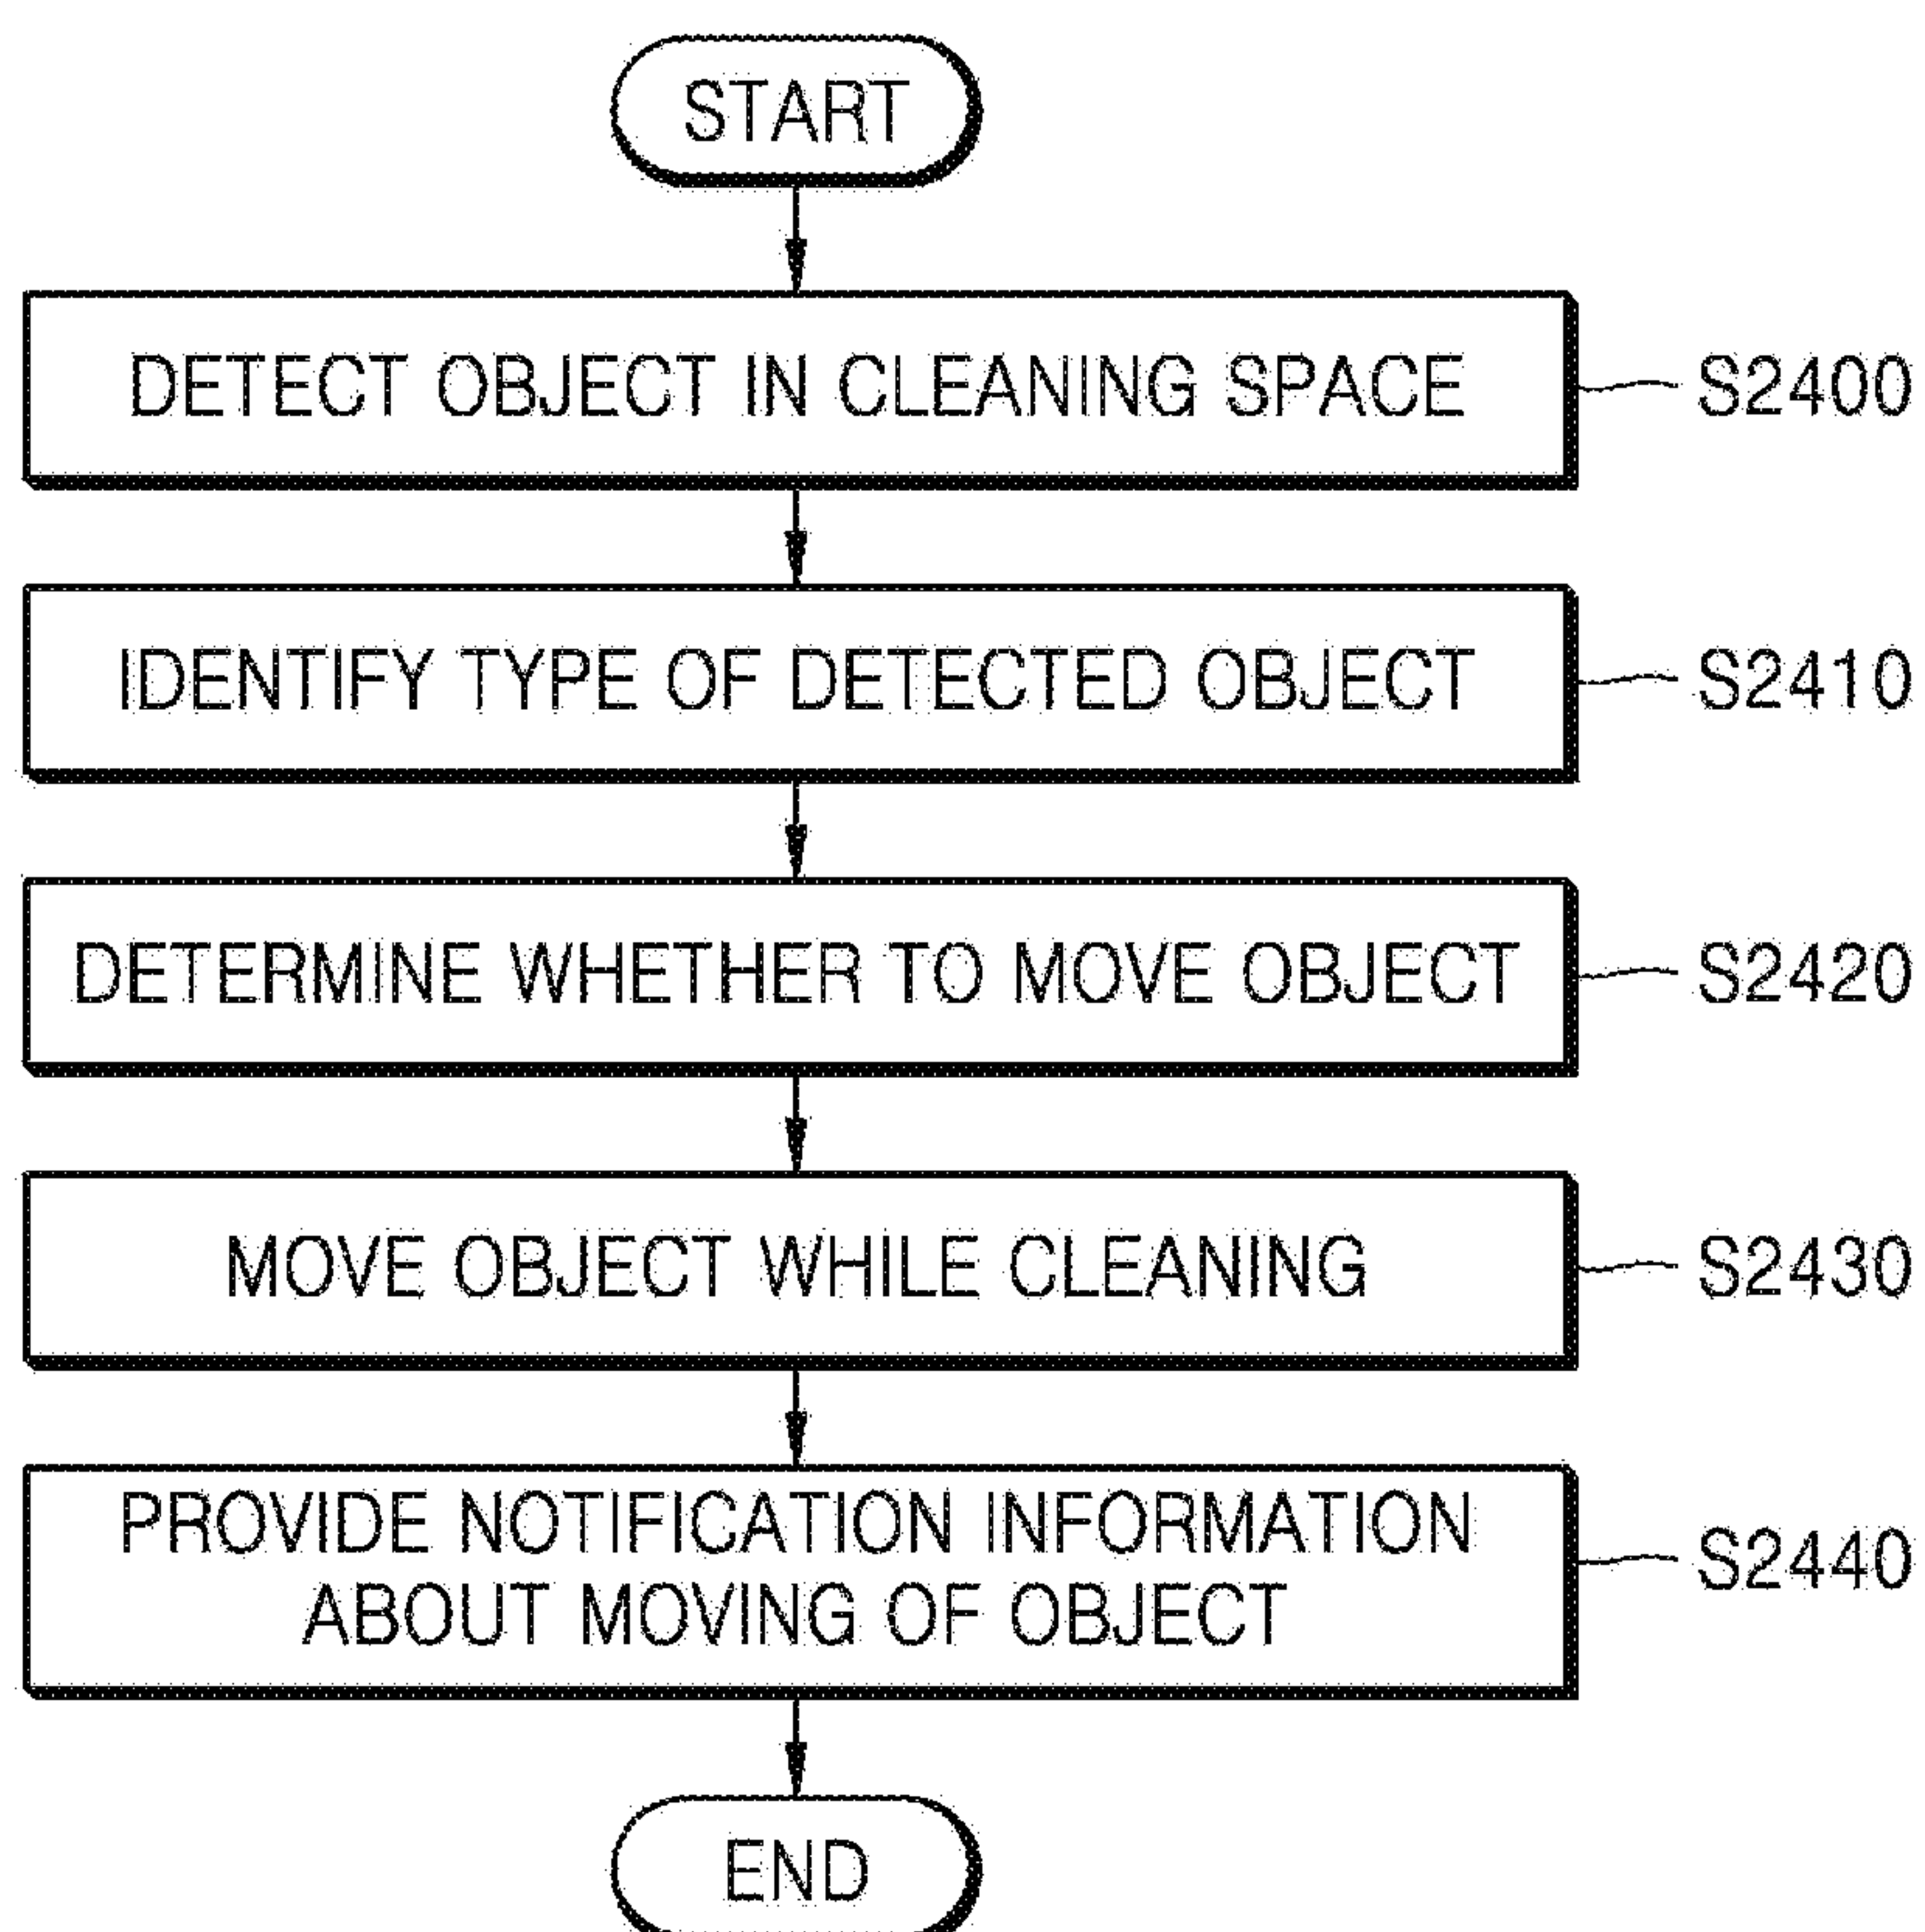 START
DETECT OBJECT IN CLEANING SPACE
S2400
IDENTIFY TYPE OF DETECTED OBJECT
S2410
DETERMINE WHETHER TO MOVE OBJECT
S2420
MOVE OBJECT WHILE CLEANING
S2430
PROVIDE NOTIFICATION INFORMATION
ABOUT MOVING OF OBJECT
S2440
END